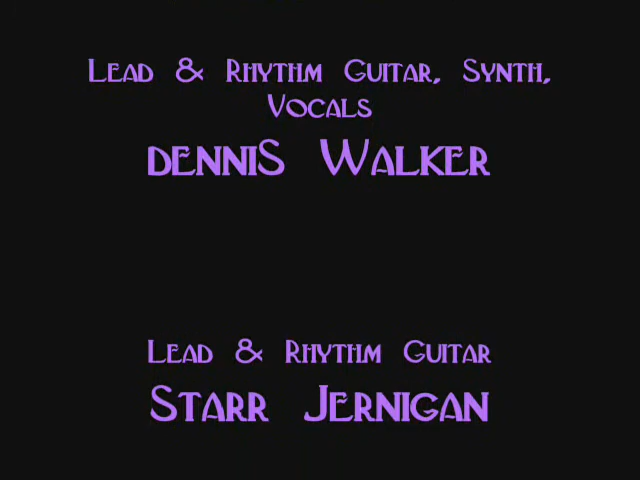 Lead & Rhythm Guitar, Synth,
Vocals
denniS Walker
Lead & Rhythm Guitar
Starr Jernigan